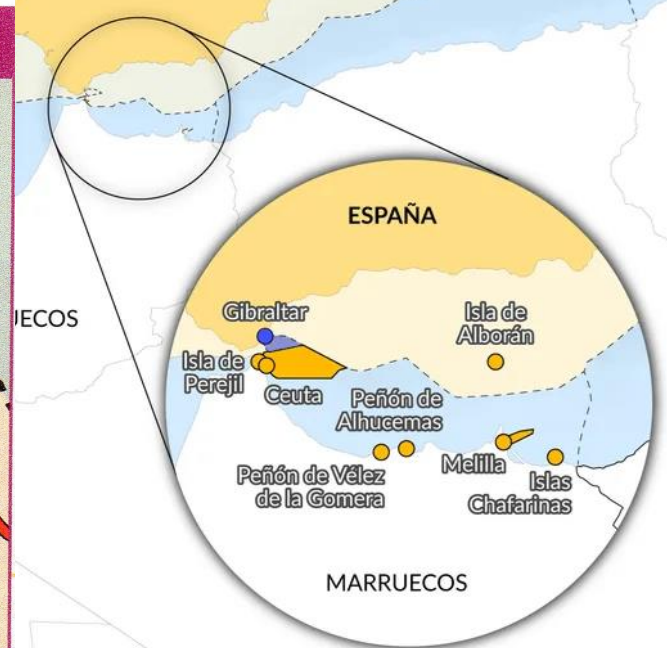 UECOS
ESPAÑA
Gibraltar
Isla de
Alborán
Isla de
Perejil
Ceuta
Peñón de
Alhucemas
Peñón de Vélez
de la Gomera
Melilla
Islas
Chafarinas
MARRUECOS